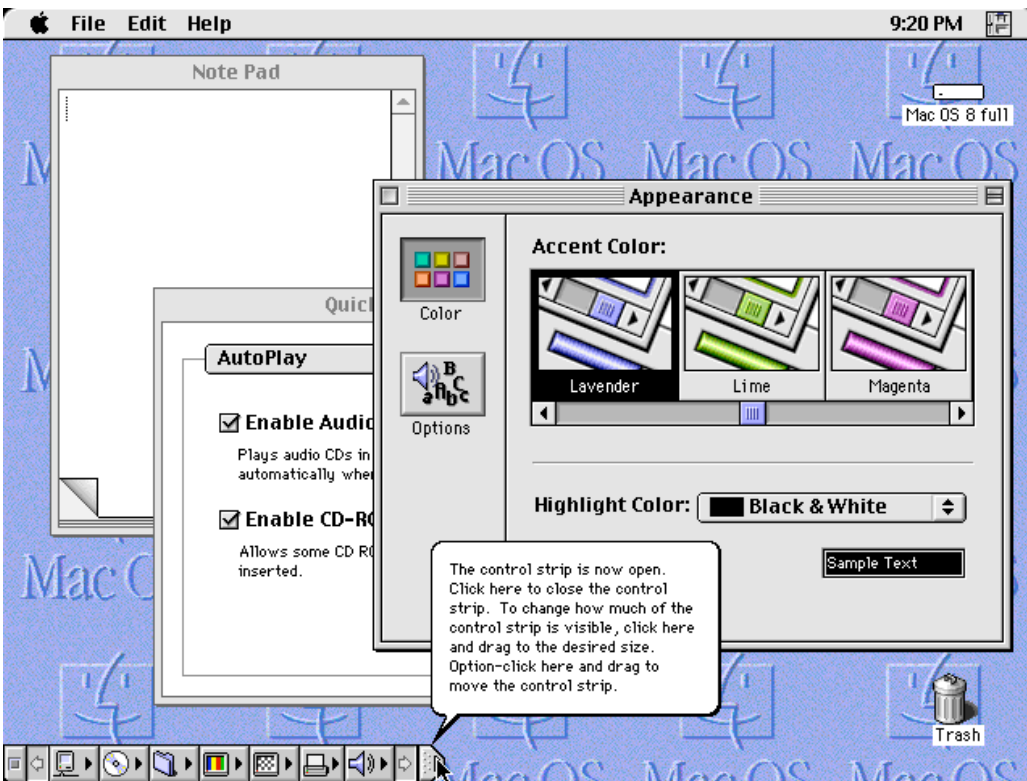 File Edit Help
9:20 PM
Note Pad
Mac OS 8 full
Mac OS Mac OS Mac OS
Appearance
Accent Color:
Color
Lavender
Lime
Magenta
Options
AutoPlay
Enable Audio
Plays audio CDs in
automatically
Enable
Allows some CD
inserted.
Highlight Color:
Black & White
Sample Text
The control strip is now open.
Click here to close the control
strip. To change how much of the
control strip is visible, click here
and drag to the desired size.
Option-click here and drag to
move the control strip.
ABC
abc
Mac
Trash
Mac OS Mac OS Mac OS